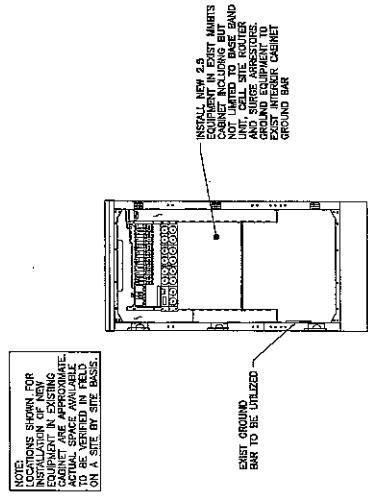 NOTE:
LOCATIONS SHOWN FOR
INSTALLATION OF NEW
EQUIPMENT IN EXISTING
CABINET ARE APPROXIMATE.
ACTUAL SPACE AVAILABLE
TO BE VERIFIED IN FIELD
ON A SITE BY SITE BASIS.
EXIST GROUND
BAR TO BE UTILIZED
INSTALL NEW 2.5
EQUIPMENT IN EXIST MMBTS
CABINET INCLUDING BUT
NOT LIMITED TO BASE BAND
UNIT, CELL SITE ROUTER
AND SURGE ARRESTORS.
GROUND EQUIPMENT TO
EXIST INTERIOR CABINET
GROUND BAR